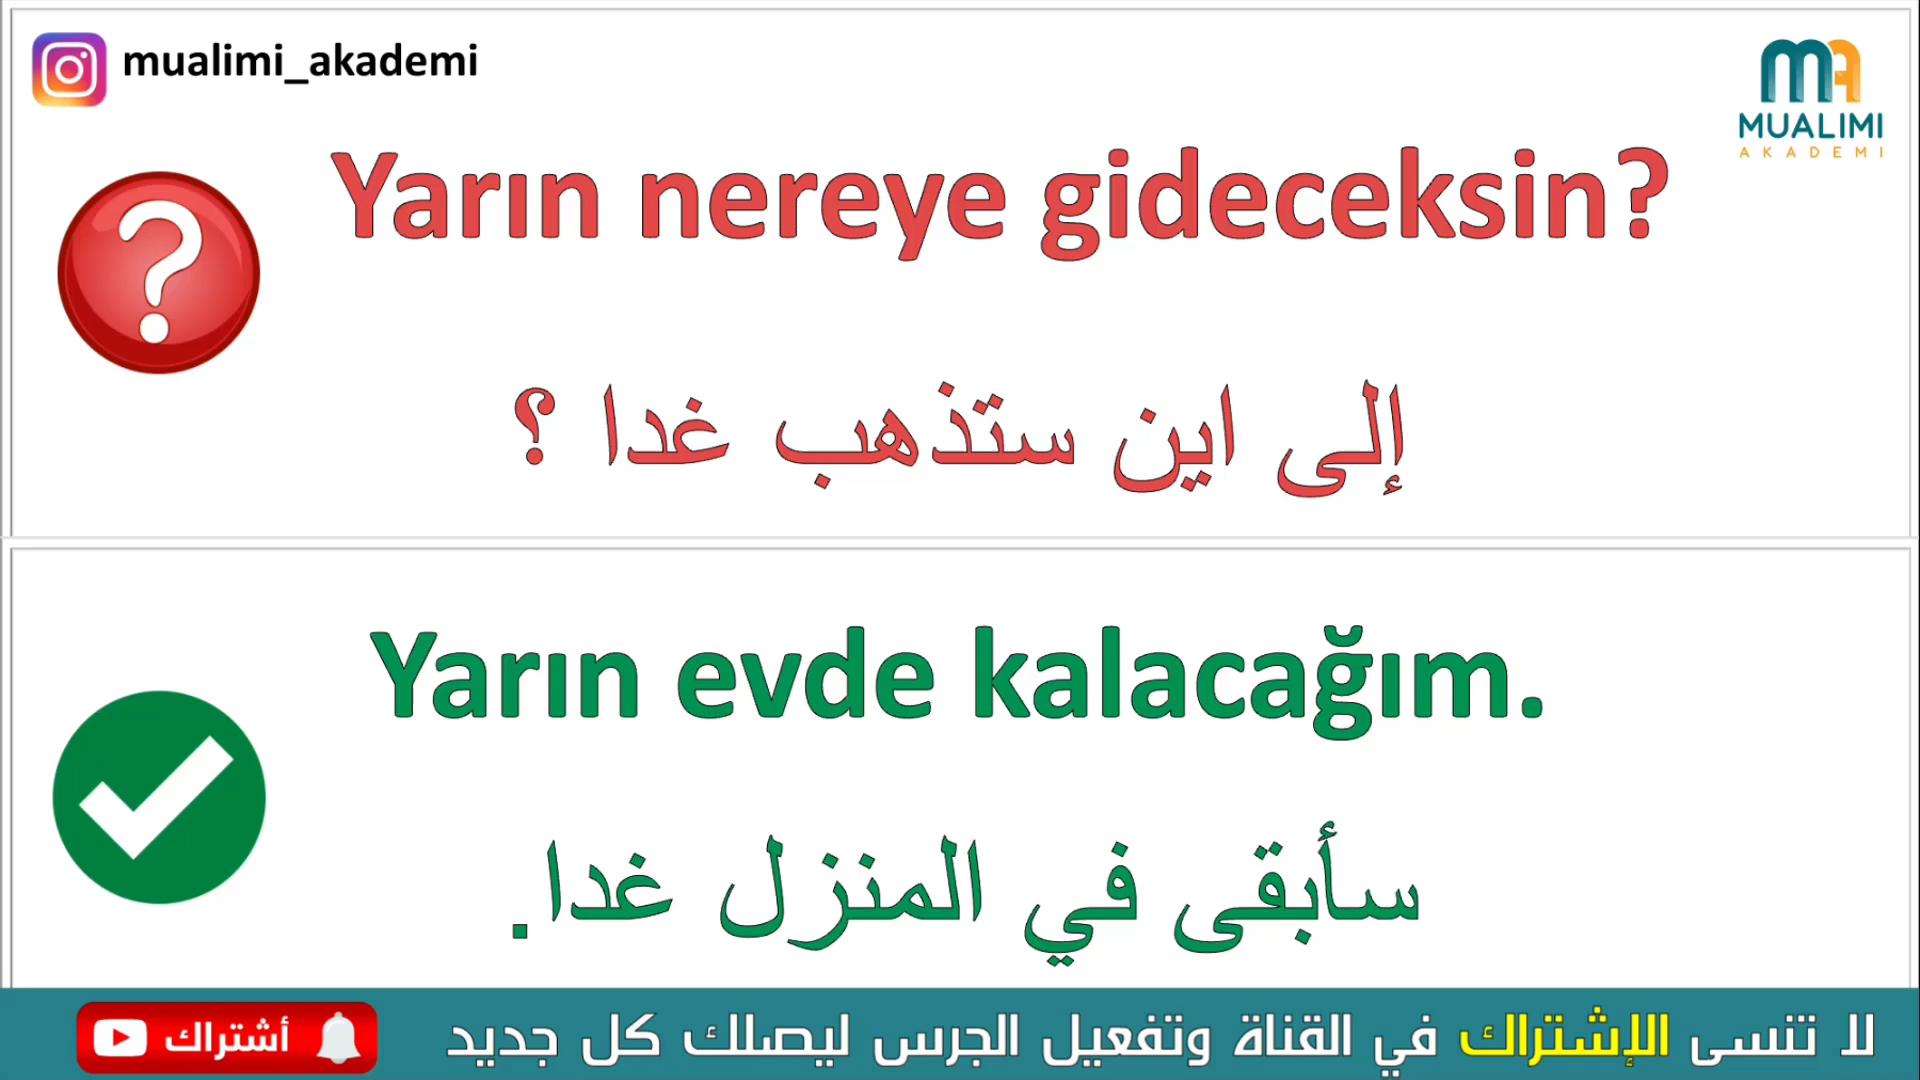 mualimi_akademi
MUALIMI
AKADEMI
Yarın nereye gideceksin?
إلى اين ستذهب غدا ؟
Yarın evde kalacağım.
سأبقى في المنزل غدا.
لا تنسى الإشتراك في القناة وتفعيل الجرس ليصلك كل جديد
أشتراك